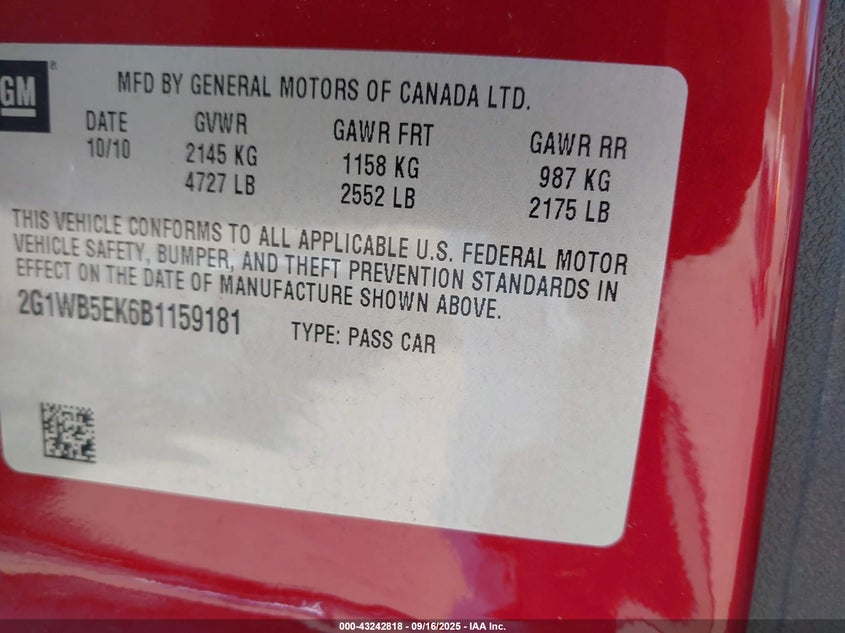 GM
MFD BY GENERAL MOTORS OF CANADA LTD.
DATE GVWR GAWR FRT GAWR RR
10/10 2145 KG 1158 KG 987 KG
4727 LB 2552 LB 2175 LB
THIS VEHICLE CONFORMS TO ALL APPLICABLE U.S. FEDERAL MOTOR
VEHICLE SAFETY, BUMPER, AND THEFT PREVENTION STANDARDS IN
EFFECT ON THE DATE OF MANUFACTURE SHOWN ABOVE.
2G1WB5EK6B1159181 TYPE: PASS CAR
000-43242818 - 09/16/2025 - IAA Inc.